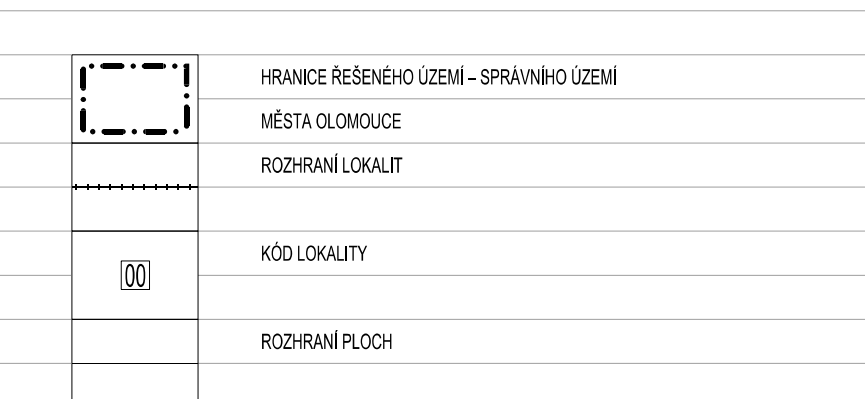 HRANICE ŘEŠENÉHO ÚZEMÍ – SPRÁVNÍHO ÚZEMÍ
MĚSTA OLOMOUCE
ROZHRANÍ LOKALIT
KÓD LOKALITY
00
ROZHRANÍ PLOCH